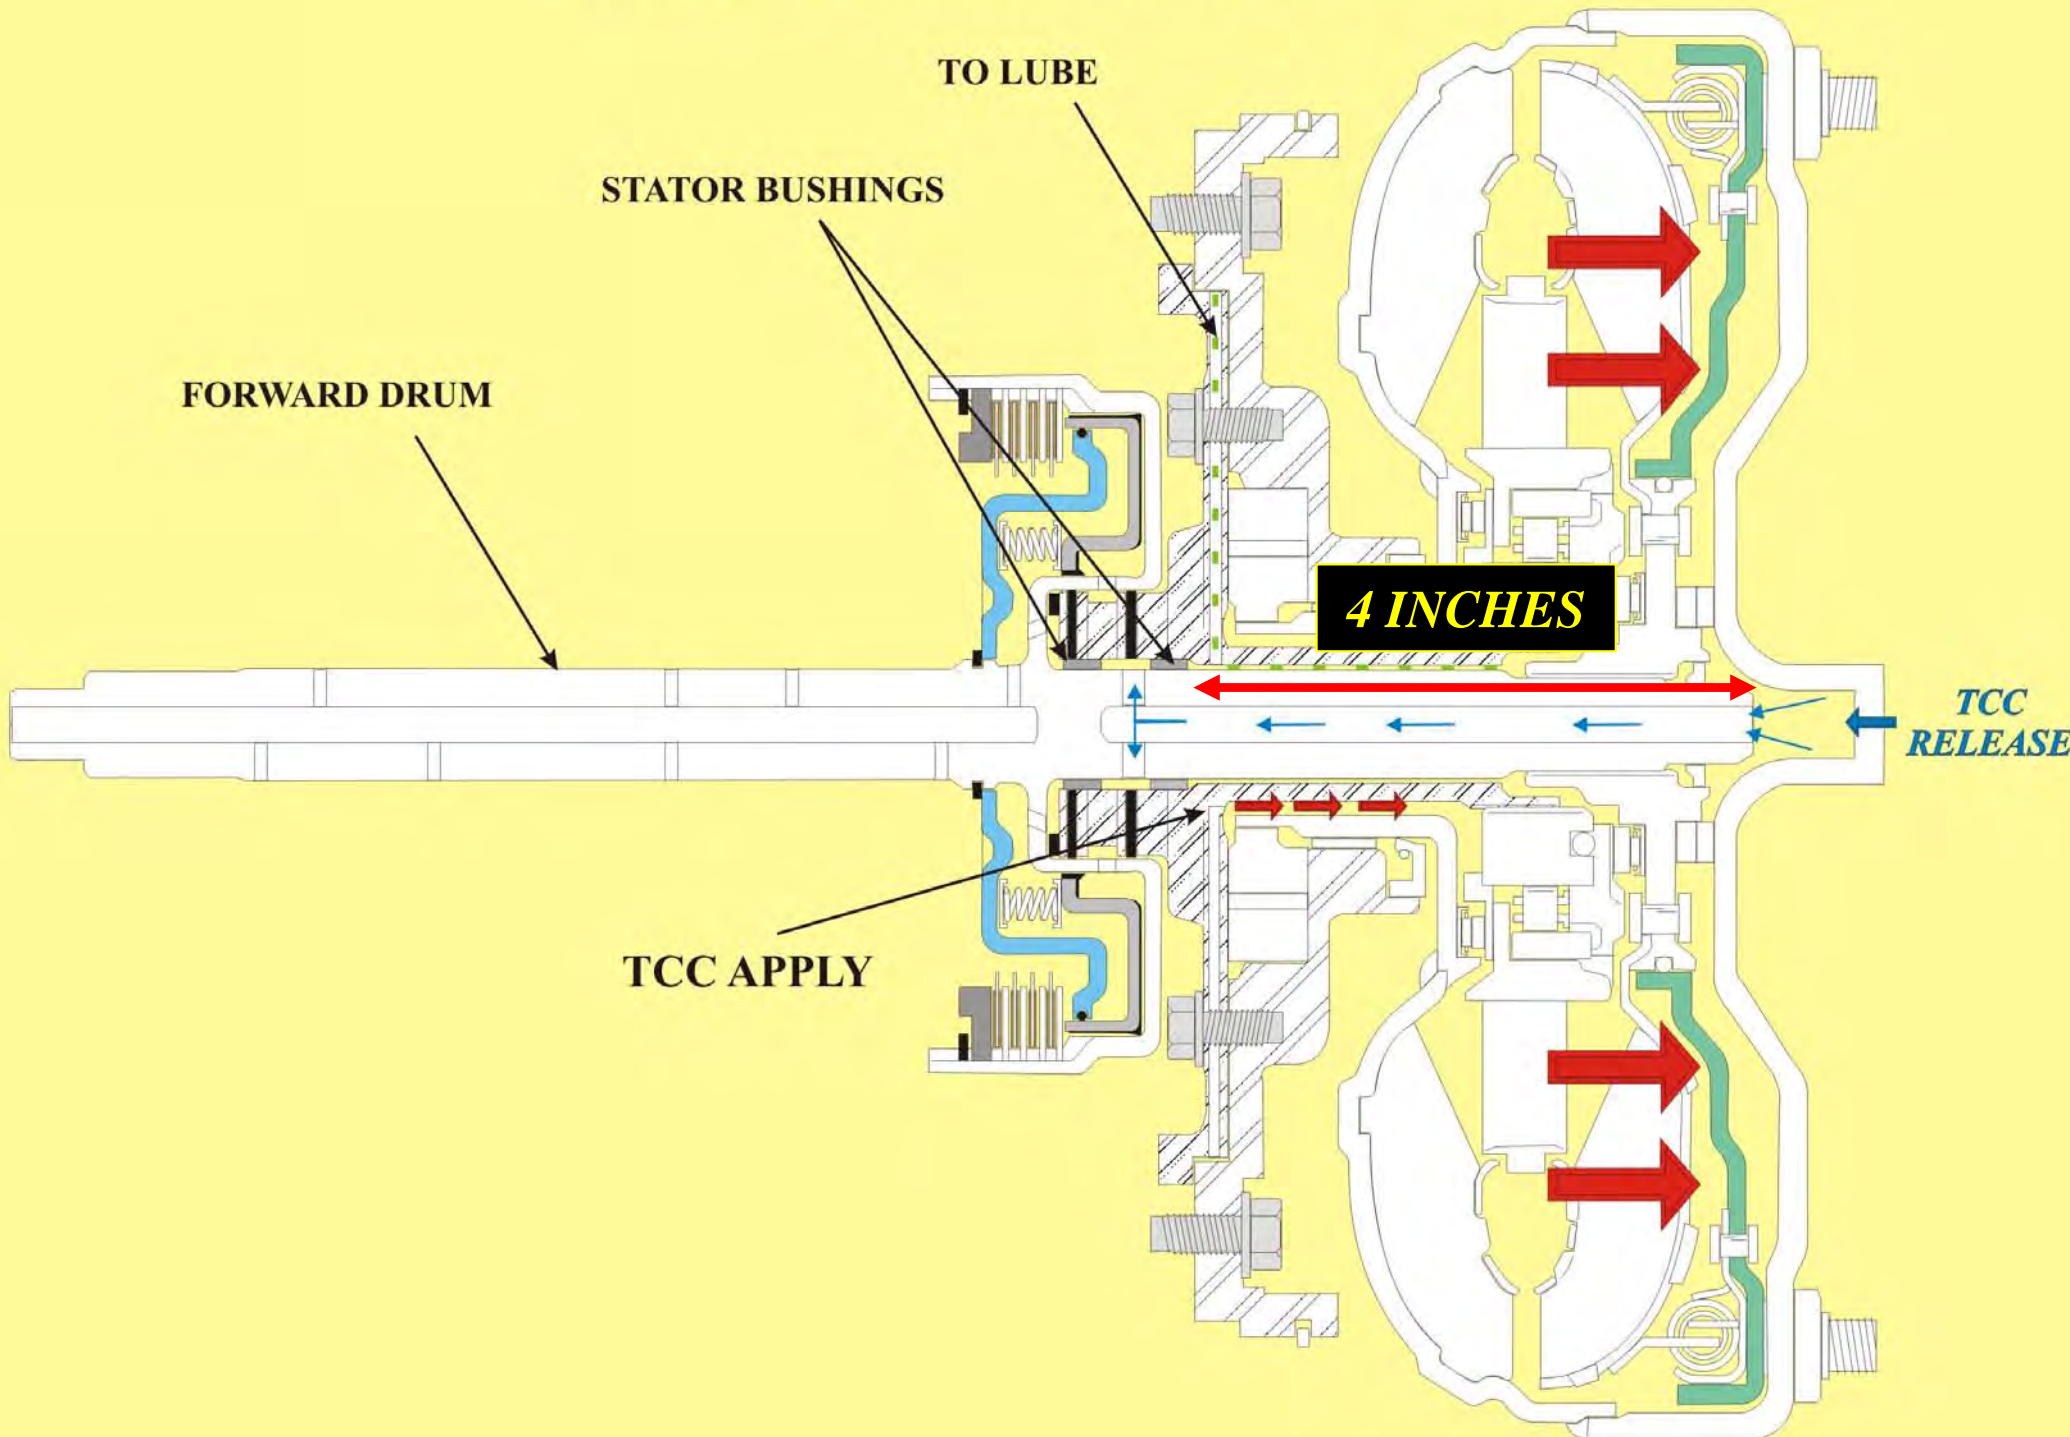 TO LUBE
STATOR BUSHINGS
FORWARD DRUM
4 INCHES
TCC
RELEASE
TCC APPLY